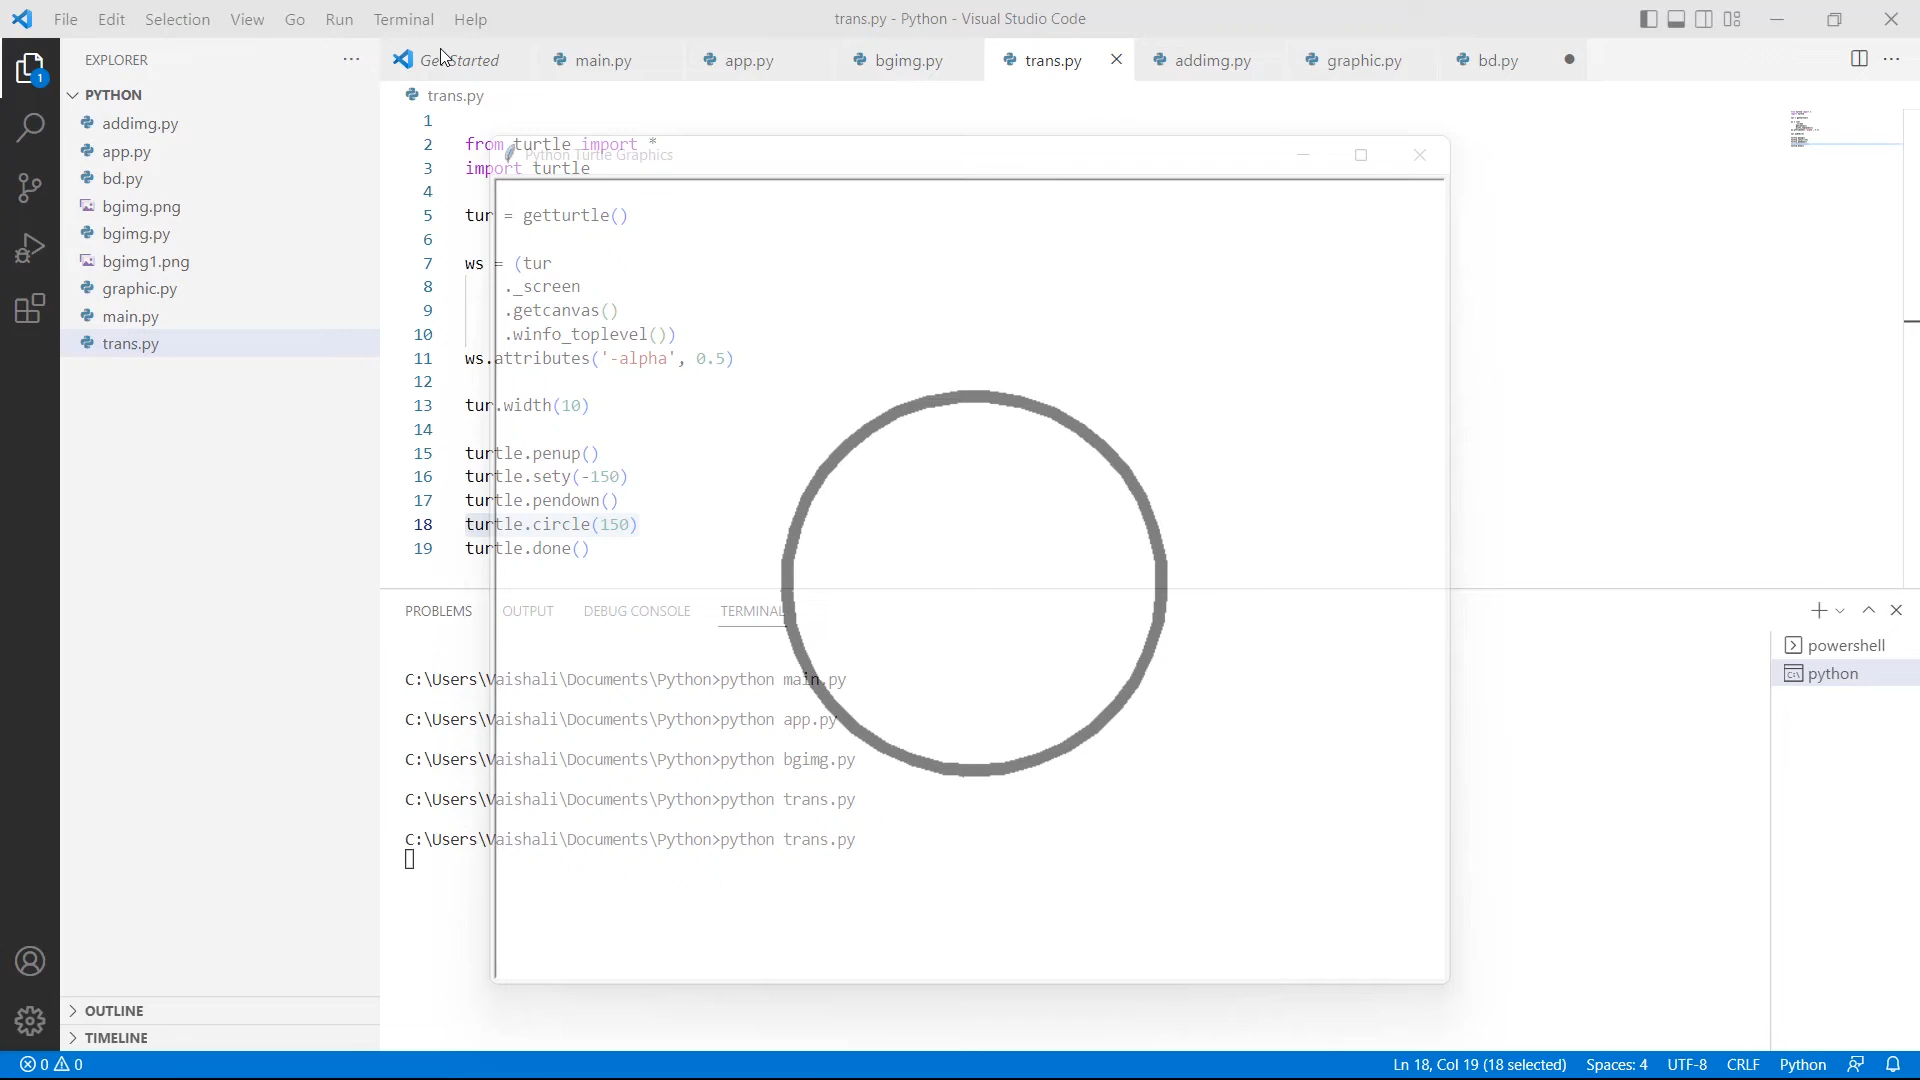 File Edit Selection View Go Run Terminal Help
trans.py - Python - Visual Studio Code
EXPLORER
Get Started main.py app.py bgimg.py trans.py addimg.py graphic.py bd.py
PYTHON
addimg.py
app.py
bd.py
bgimg.png
bgimg.py
bgimg1.png
graphic.py
main.py
trans.py
OUTLINE
TIMELINE
1
trans.py
1
2 from turtle import *
Python Turtle Graphics
3 import turtle
4
5 tur = getturtle()
6
7 ws = (tur
8 ._screen
9 .getcanvas()
10 .winfo_toplevel())
11 ws.attributes('-alpha', 0.5)
12
13 tur.width(10)
14
15 turtle.penup()
16 turtle.sety(-150)
17 turtle.pendown()
18 turtle.circle(150)
19 turtle.done()
PROBLEMS OUTPUT DEBUG CONSOLE TERMINAL
C:\Users\Vaishali\Documents\Python>python main.py
C:\Users\Vaishali\Documents\Python>python app.py
C:\Users\Vaishali\Documents\Python>python bgimg.py
C:\Users\Vaishali\Documents\Python>python trans.py
C:\Users\Vaishali\Documents\Python>python trans.py
powershell
python
0 0
Ln 18, Col 19 (18 selected) Spaces: 4 UTF-8 CRLF Python